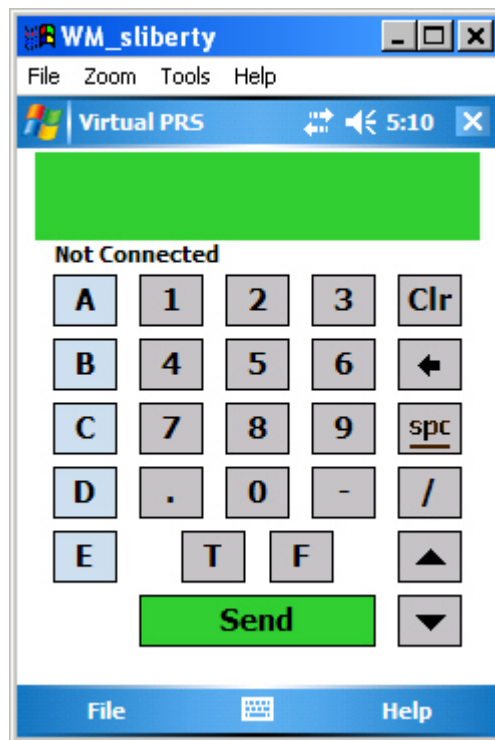 WM_sliberty
File Zoom Tools Help
Virtual PRS 5:10
Not Connected
A 1 2 3 Clr
B 4 5 6
C 7 8 9 spc
D . 0 - /
E T F
Send
File Help